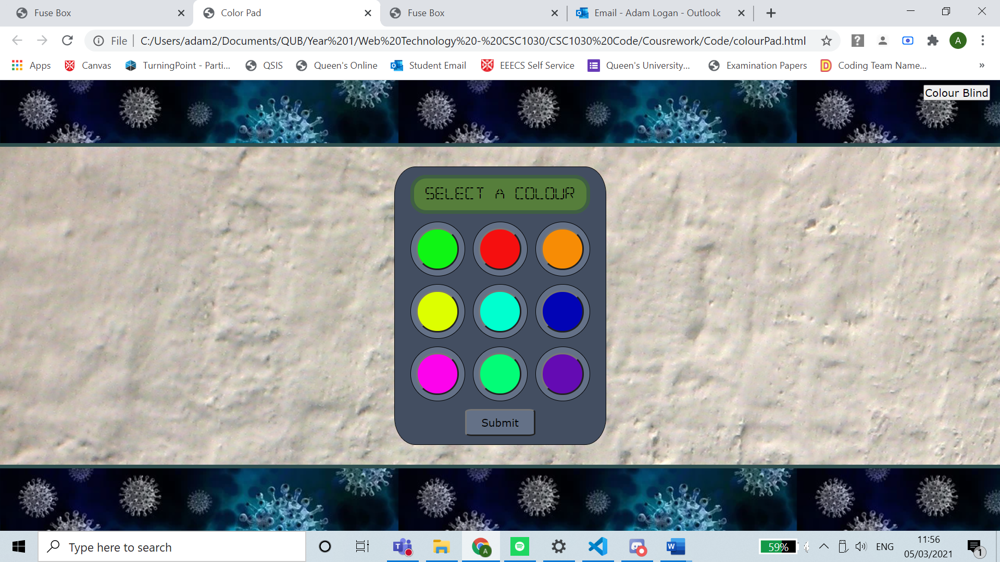 Fuse Box
Color Pad
Fuse Box
Email - Adam Logan - Outlook
File
C:/Users/adam2/Documents/QUB/Year%201/Web%20Technology%20-%20CSC1030/CSC1030%20Code/Cousrework/Code/colourPad.html
A
Apps
Canvas
TurningPoint - Parti...
QSIS
Queen's Online
Student Email
EEECS Self Service
Queen's University...
Examination Papers
Coding Team Name...
»
Colour Blind
SELECT A COLOUR
Submit
Type here to search
59%
ENG
11:56
05/03/2021
1